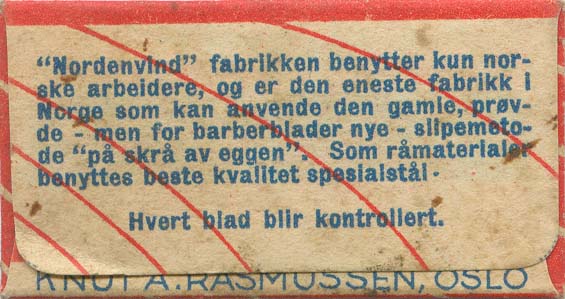 "Nordenvind" fabrikken benytter kun nor-
ske arbeidere, og er den eneste fabrikk i
Norge som kan anvende den gamle, prøv-
de - men for barberblader nye - slipemeto-
de "på skrå av eggen". Som råmaterialer
benyttes beste kvalitet spesialstål -
Hvert blad blir kontrollert.
KNUT A. RASMUSSEN, OSLO